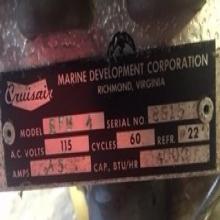 Cruisair
MARINE DEVELOPMENT CORPORATION
RICHMOND, VIRGINIA
MODEL SERIAL NO.
A.C. VOLTS 115 CYCLES 60 REFR. 22
AMPS CAP. BTU/HR